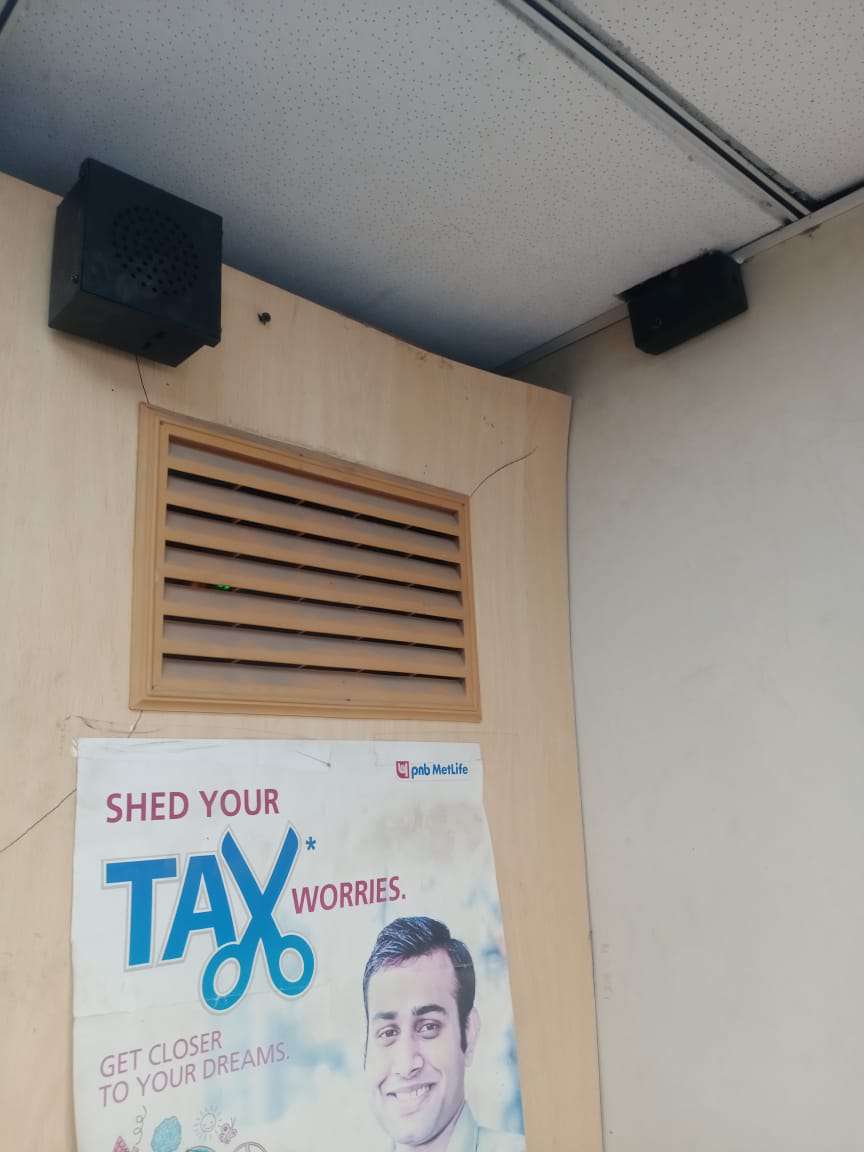 pnb MetLife
SHED YOUR
TAX*
WORRIES.
GET CLOSER
TO YOUR DREAMS.